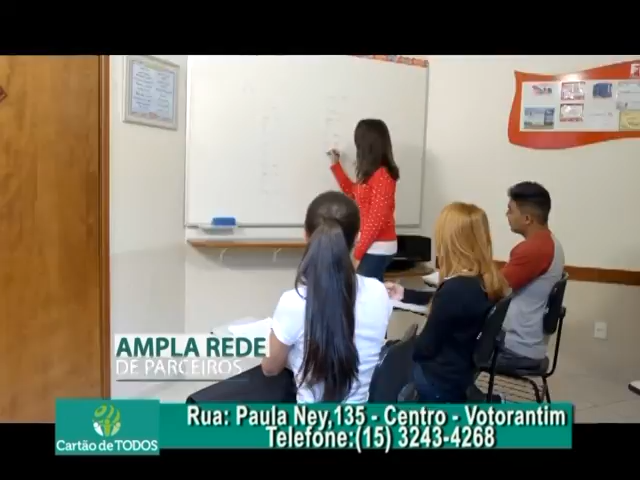 AMPLA REDE
DE PARCEIROS
Cartão de TODOS
Rua: Paula Ney,135 - Centro - Votorantim
Telefone:(15) 3243-4268